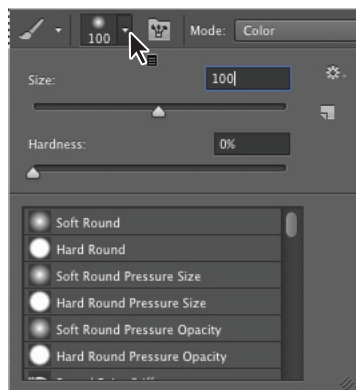 100 Mode: Color
Size: 100
Hardness: 0%
Soft Round
Hard Round
Soft Round Pressure Size
Hard Round Pressure Size
Soft Round Pressure Opacity
Hard Round Pressure Opacity